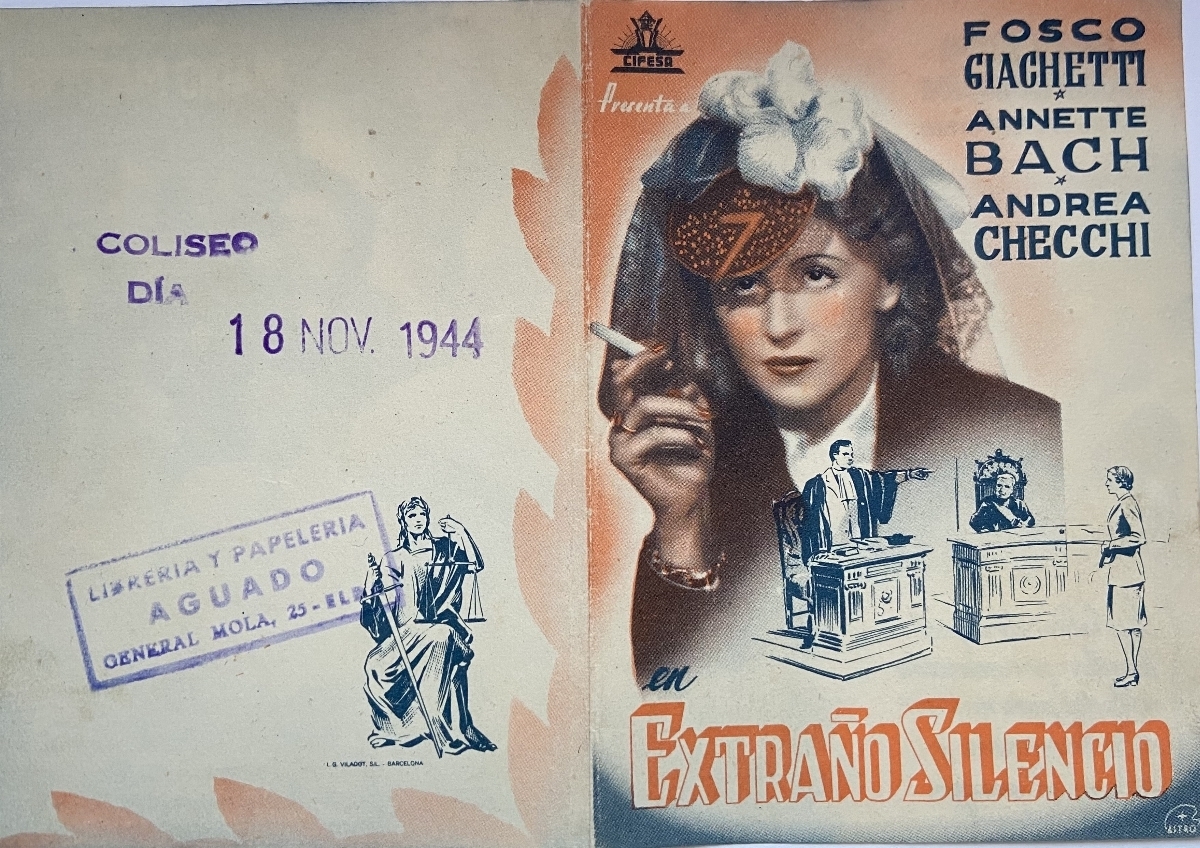 COLISEO
DÍA
18 NOV. 1944
LIBRERIA Y PAPELERIA
AGUADO
GENERAL MOLA, 25 -
I. G. VILADOT, S.L. - BARCELONA
CIFESA
Presenta a
FOSCO
GIACHETTI
ANNETTE
BACH
ANDREA
CHECCHI
en
EXTRAÑO SILENCIO
ASTRO